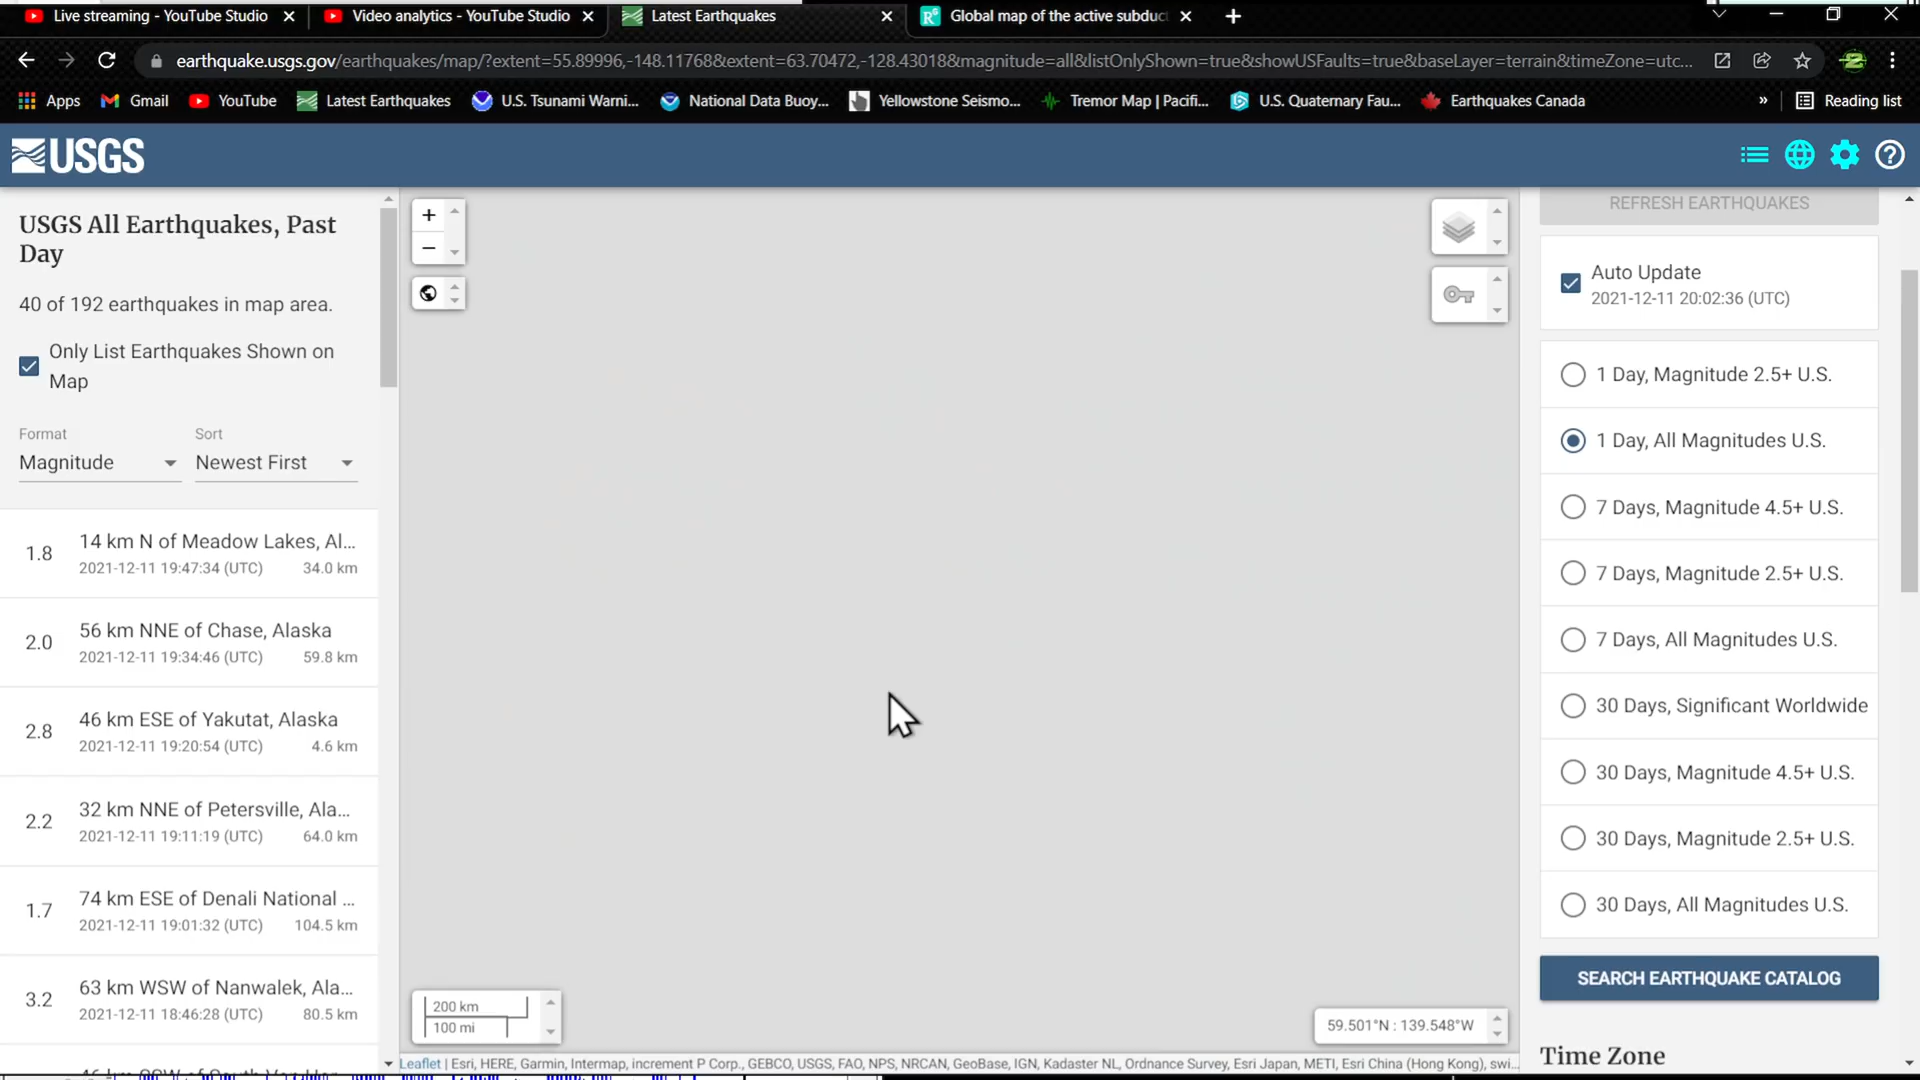 Live streaming - YouTube Studio
Video analytics - YouTube Studio
Latest Earthquakes
Global map of the active subduc
earthquake.usgs.gov/earthquakes/map/?extent=55.89996,-148.11768&extent=63.70472,-128.43018&magnitude=all&listOnlyShown=true&showUSFaults=true&baseLayer=terrain&timeZone=utc...
Apps
Gmail
YouTube
Latest Earthquakes
U.S. Tsunami Warni...
National Data Buoy...
Yellowstone Seismo...
Tremor Map | Pacifi...
U.S. Quaternary Fau...
Earthquakes Canada
»
Reading list
USGS
USGS All Earthquakes, Past
Day
40 of 192 earthquakes in map area.
Only List Earthquakes Shown on
Map
Format
Magnitude
Sort
Newest First
1.8
14 km N of Meadow Lakes, Al...
2021-12-11 19:47:34 (UTC)
34.0 km
2.0
56 km NNE of Chase, Alaska
2021-12-11 19:34:46 (UTC)
59.8 km
2.8
46 km ESE of Yakutat, Alaska
2021-12-11 19:20:54 (UTC)
4.6 km
2.2
32 km NNE of Petersville, Ala...
2021-12-11 19:11:19 (UTC)
64.0 km
1.7
74 km ESE of Denali National ...
2021-12-11 19:01:32 (UTC)
104.5 km
3.2
63 km WSW of Nanwalek, Ala...
2021-12-11 18:46:28 (UTC)
80.5 km
+
−
200 km
100 mi
59.501°N : 139.548°W
Leaflet | Esri, HERE, Garmin, Intermap, increment P Corp., GEBCO, USGS, FAO, NPS, NRCAN, GeoBase, IGN, Kadaster NL, Ordnance Survey, Esri Japan, METI, Esri China (Hong Kong), swi...
REFRESH EARTHQUAKES
Auto Update
2021-12-11 20:02:36 (UTC)
1 Day, Magnitude 2.5+ U.S.
1 Day, All Magnitudes U.S.
7 Days, Magnitude 4.5+ U.S.
7 Days, Magnitude 2.5+ U.S.
7 Days, All Magnitudes U.S.
30 Days, Significant Worldwide
30 Days, Magnitude 4.5+ U.S.
30 Days, Magnitude 2.5+ U.S.
30 Days, All Magnitudes U.S.
SEARCH EARTHQUAKE CATALOG
Time Zone